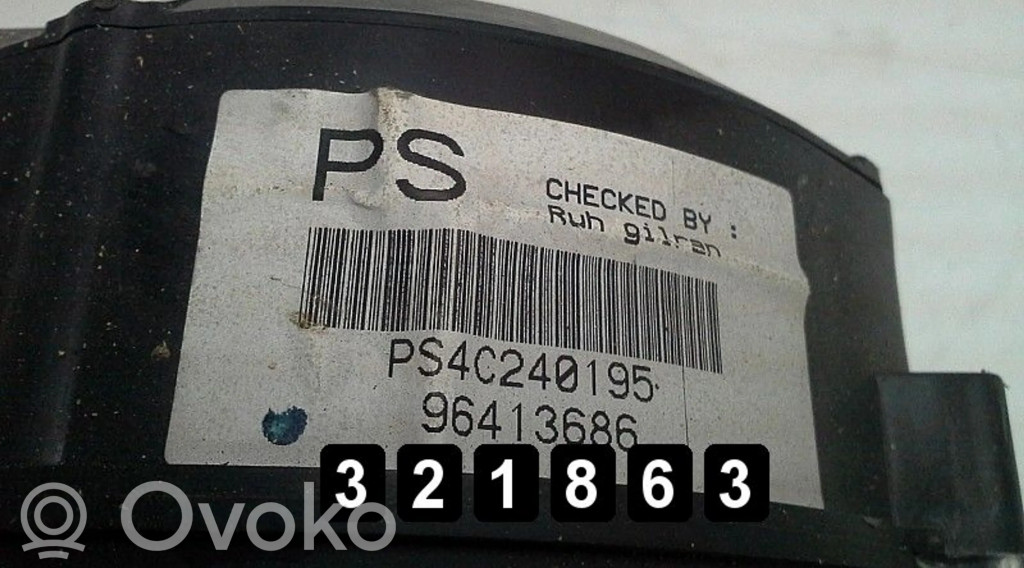 PS
CHECKED BY :
Ruh gilran
PS4C240195
96413686
3 2 1 8 6 3
Ovoko